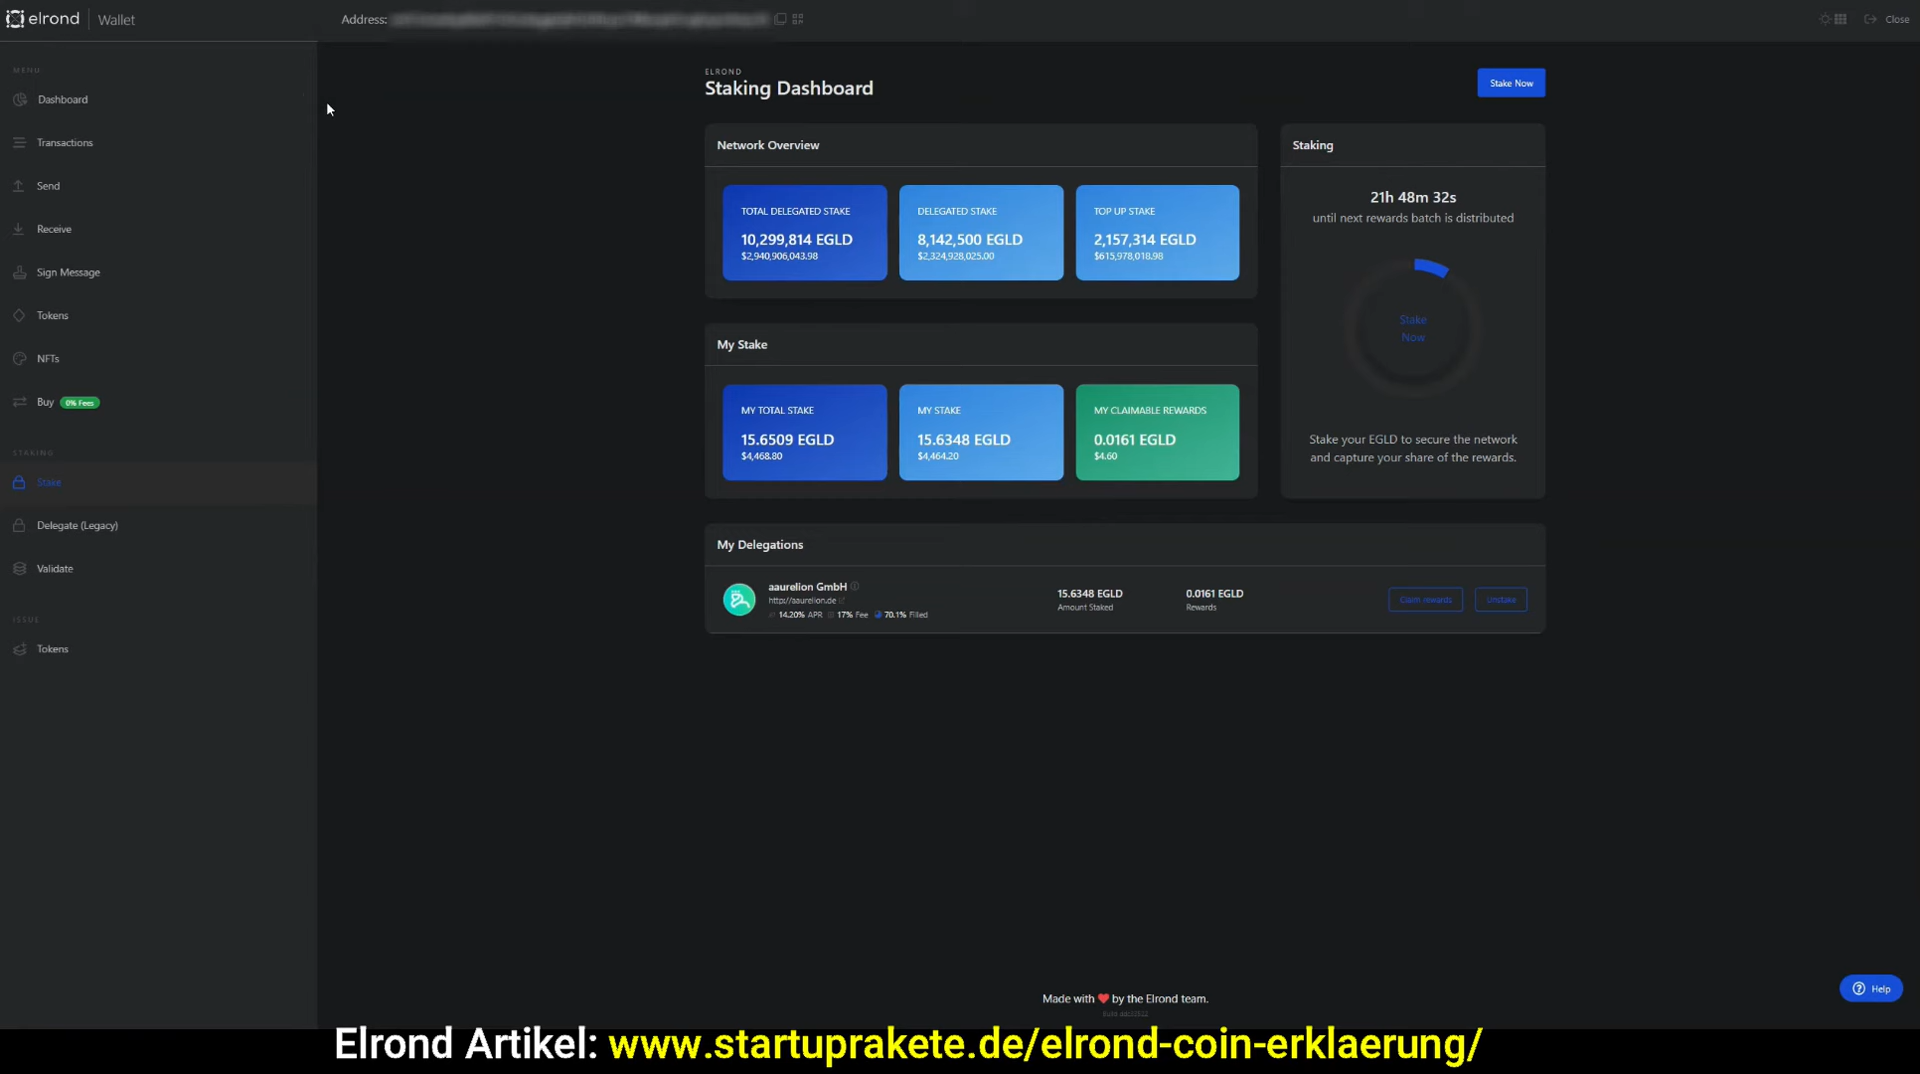 elrond Wallet
Address:
Close
MENU
Dashboard
Transactions
Send
Receive
Sign Message
Tokens
NFTs
Buy 0% Fees
STAKING
Stake
Delegate (Legacy)
Validate
ISSUE
Tokens
ELROND
Staking Dashboard
Stake Now
Network Overview
TOTAL DELEGATED STAKE
10,299,814 EGLD
$2,940,906,043.98
DELEGATED STAKE
8,142,500 EGLD
$2,324,928,025.00
TOP UP STAKE
2,157,314 EGLD
$615,978,018.98
Staking
21h 48m 32s
until next rewards batch is distributed
Stake
Now
Stake your EGLD to secure the network
and capture your share of the rewards.
My Stake
MY TOTAL STAKE
15.6509 EGLD
$4,468.80
MY STAKE
15.6348 EGLD
$4,464.20
MY CLAIMABLE REWARDS
0.0161 EGLD
$4.60
My Delegations
aaurelion GmbH
http://aaurelion.de
14.20% APR 17% Fee 70.1% Filled
15.6348 EGLD
Amount Staked
0.0161 EGLD
Rewards
Claim rewards
Unstake
Made with ❤ by the Elrond team.
Help
Elrond Artikel: www.startuprakete.de/elrond-coin-erklaerung/